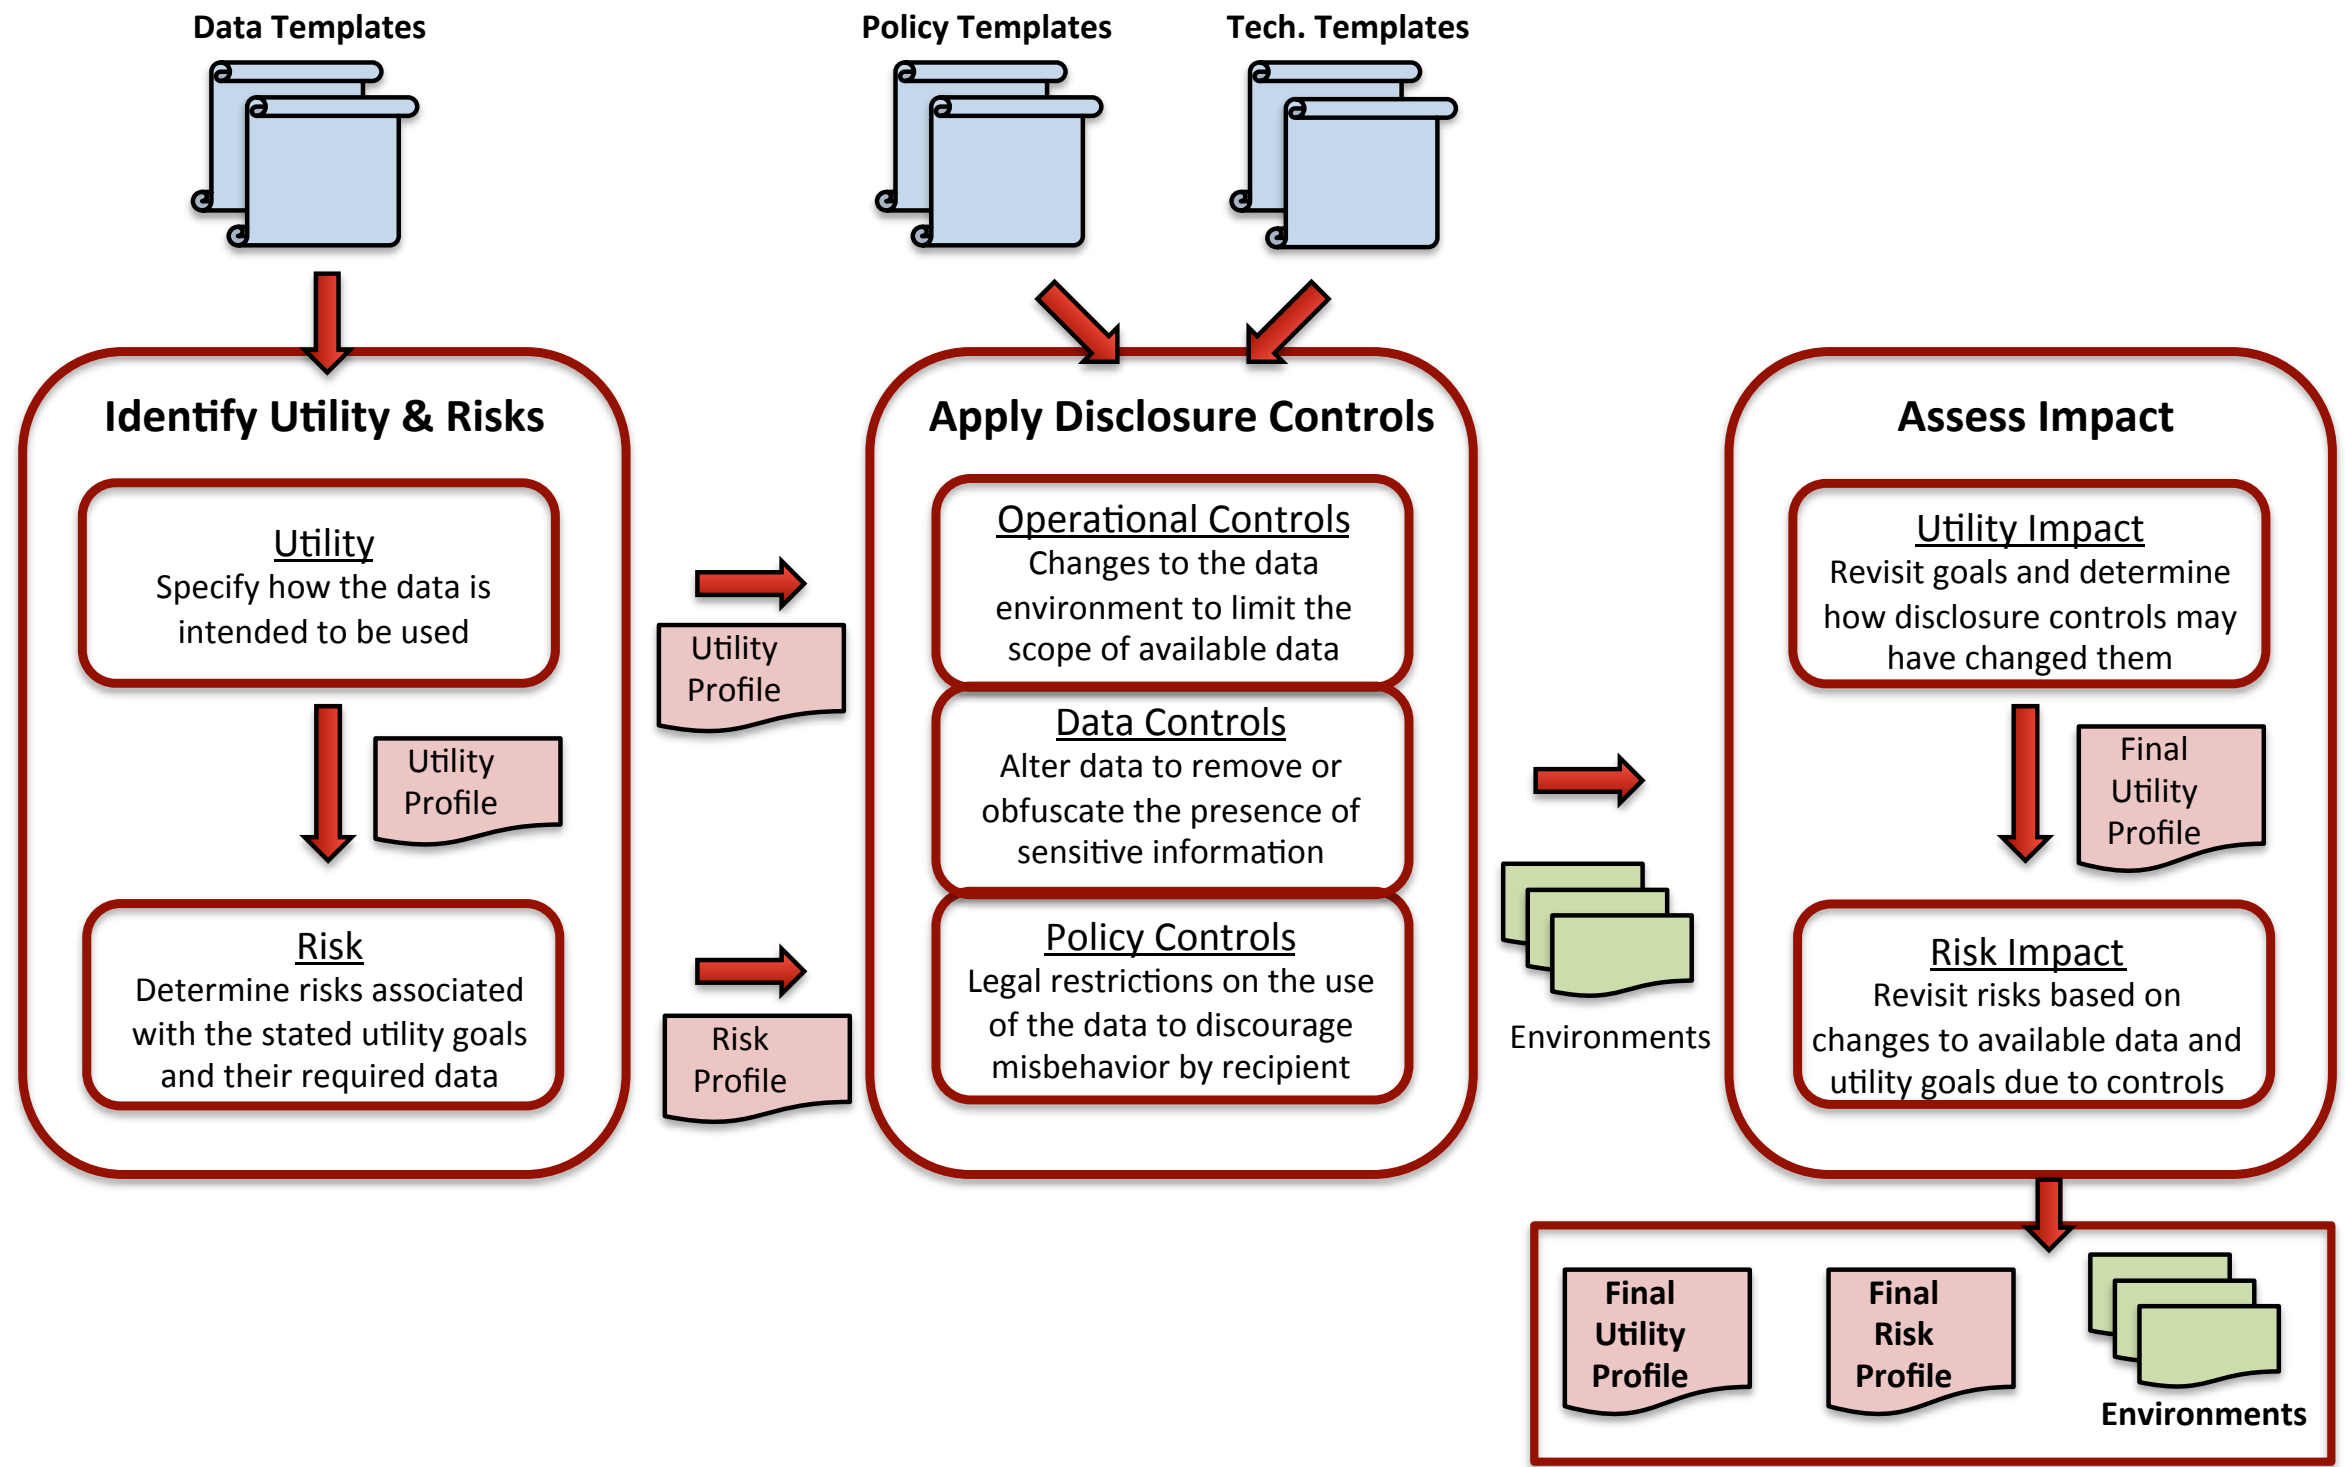 Data Templates
Policy Templates
Tech. Templates
Identify Utility & Risks
Utility
Specify how the data is
intended to be used
Utility
Profile
Risk
Determine risks associated
with the stated utility goals
and their required data
Utility
Profile
Risk
Profile
Apply Disclosure Controls
Operational Controls
Changes to the data
environment to limit the
scope of available data
Data Controls
Alter data to remove or
obfuscate the presence of
sensitive information
Policy Controls
Legal restrictions on the use
of the data to discourage
misbehavior by recipient
Environments
Assess Impact
Utility Impact
Revisit goals and determine
how disclosure controls may
have changed them
Final
Utility
Profile
Risk Impact
Revisit risks based on
changes to available data and
utility goals due to controls
Final
Utility
Profile
Final
Risk
Profile
Environments